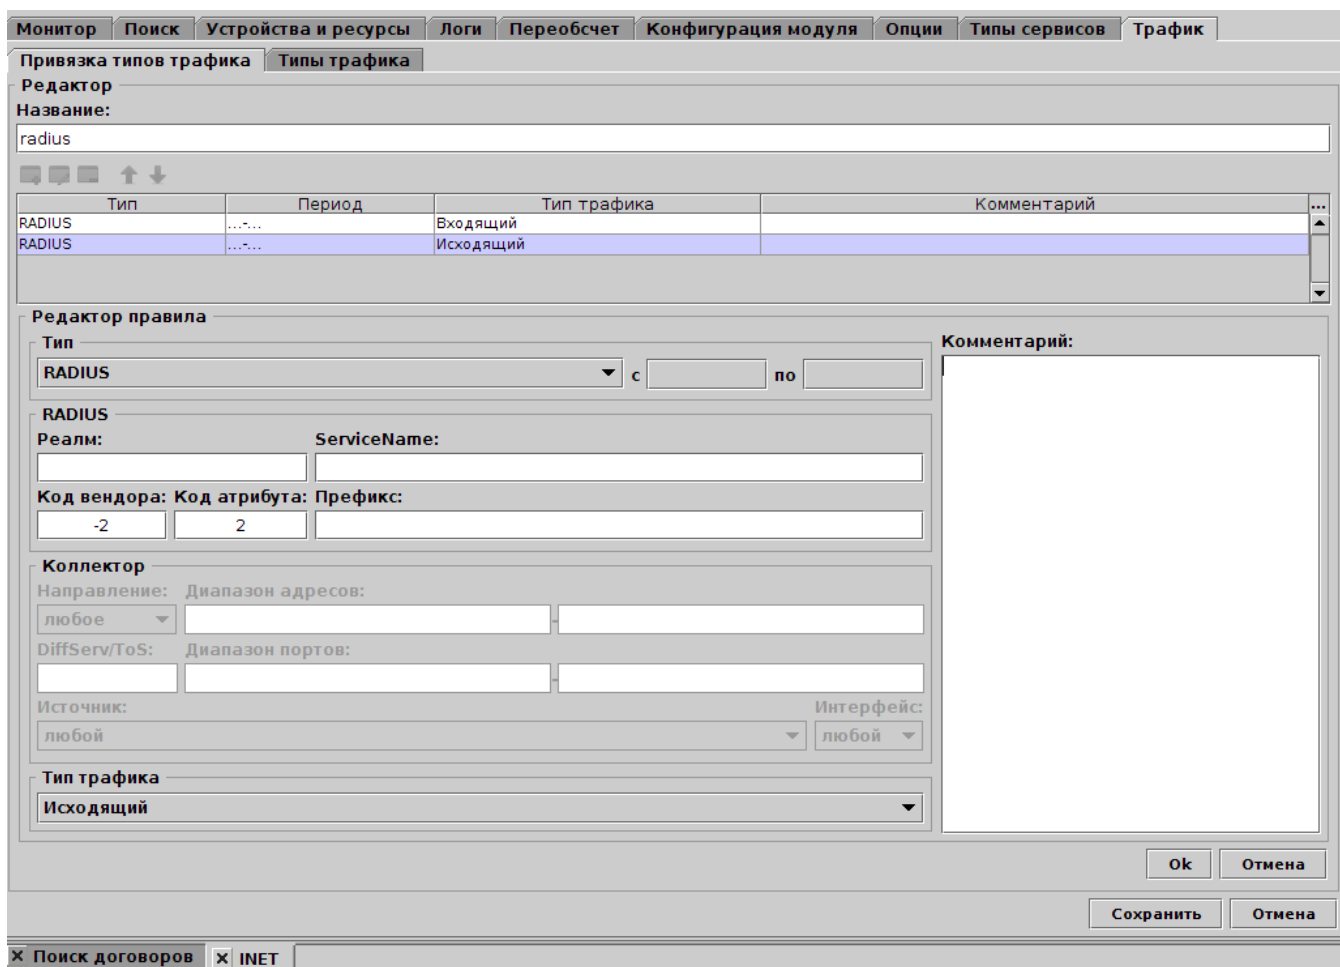 Монитор Поиск Устройства и ресурсы Логи Переобсчет Конфигурация модуля Опции Типы сервисов Трафик
Привязка типов трафика Типы трафика
Редактор
Название:
radius
Тип Период Тип трафика Комментарий ...
RADIUS ...-... Входящий
RADIUS ...-... Исходящий
Редактор правила
Тип
RADIUS с по
Комментарий:
RADIUS
Реалм: ServiceName:
Код вендора: Код атрибута: Префикс:
-2 2
Коллектор
Направление: Диапазон адресов:
любое -
DiffServ/ToS: Диапазон портов:
-
Источник: Интерфейс:
любой любой
Тип трафика
Исходящий
Ok Отмена
Сохранить Отмена
Поиск договоров INET